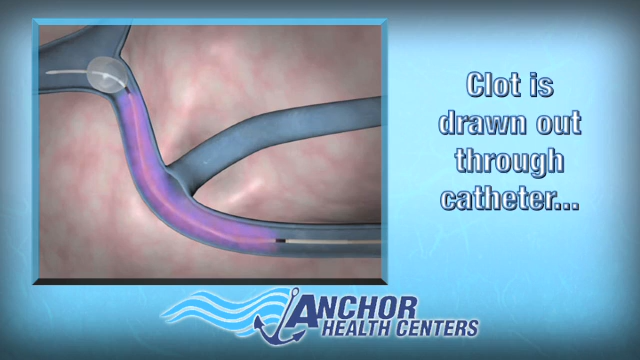 Clot is
drawn out
through
catheter...
ANCHOR
HEALTH CENTERS